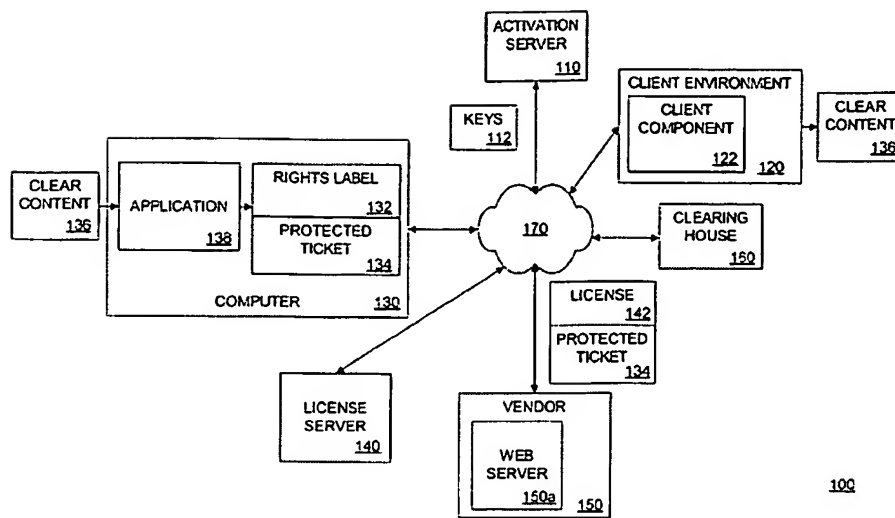 ACTIVATION
SERVER
110
KEYS
112
CLIENT ENVIRONMENT
CLIENT
COMPONENT
122
120
CLEAR
CONTENT
136
CLEAR
CONTENT
136
APPLICATION
138
RIGHTS LABEL
132
PROTECTED
TICKET
134
COMPUTER
130
170
CLEARING
HOUSE
160
LICENSE
142
PROTECTED
TICKET
134
LICENSE
SERVER
140
VENDOR
WEB
SERVER
150a
150
100